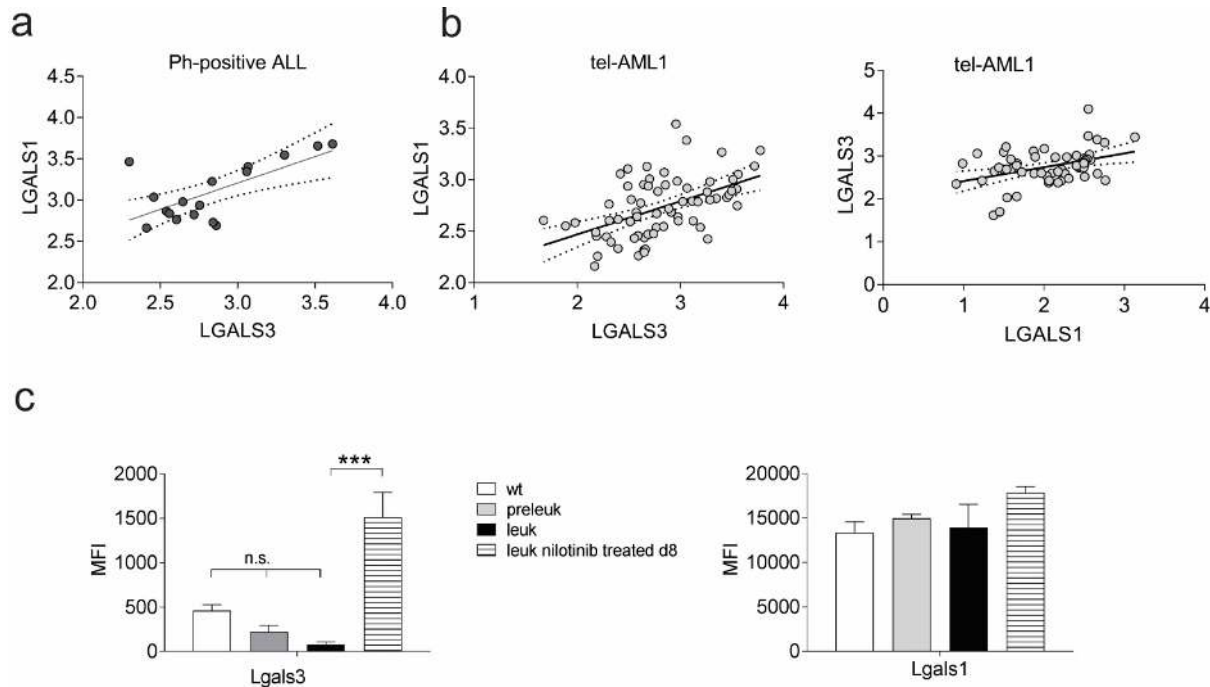 a
Ph-positive ALL
4.5
4.0
3.5
3.0
2.5
2.0
LGALS1
2.0 2.5 3.0 3.5 4.0
LGALS3
b
tel-AML1
4.0
3.5
3.0
2.5
2.0
LGALS1
1 2 3 4
LGALS3
tel-AML1
5
4
3
2
1
0
LGALS3
0 1 2 3 4
LGALS1
c
2000
1500
1000
500
0
MFI
n.s.
***
Lgals3
wt
preleuk
leuk
leuk nilotinib treated d8
20000
15000
10000
5000
0
MFI
Lgals1